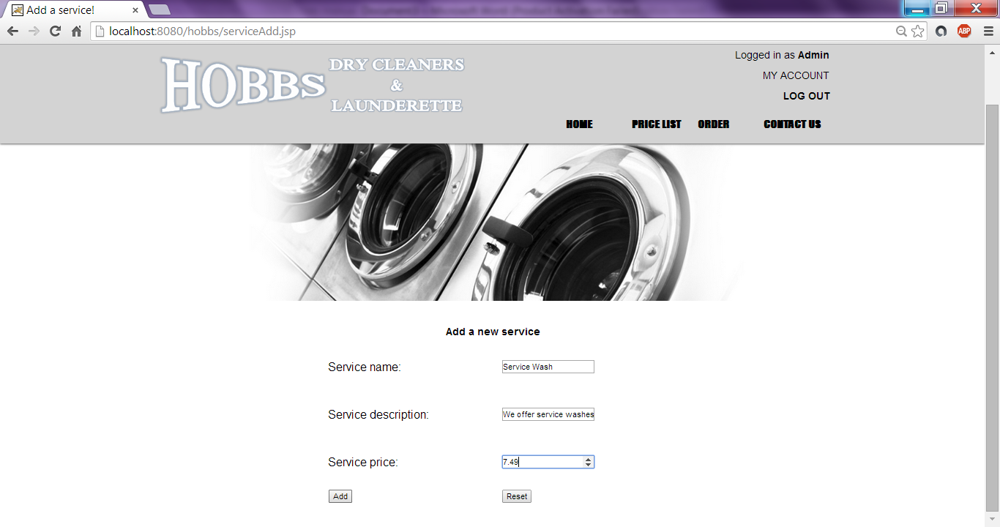 Add a service!
localhost:8080/hobbs/serviceAdd.jsp
ABP
HOBBS
DRY CLEANERS
&
LAUNDERETTE
Logged in as Admin
MY ACCOUNT
LOG OUT
HOME PRICE LIST ORDER CONTACT US
Add a new service
Service name: Service Wash
Service description: We offer service washes
Service price: 7.49
Add Reset